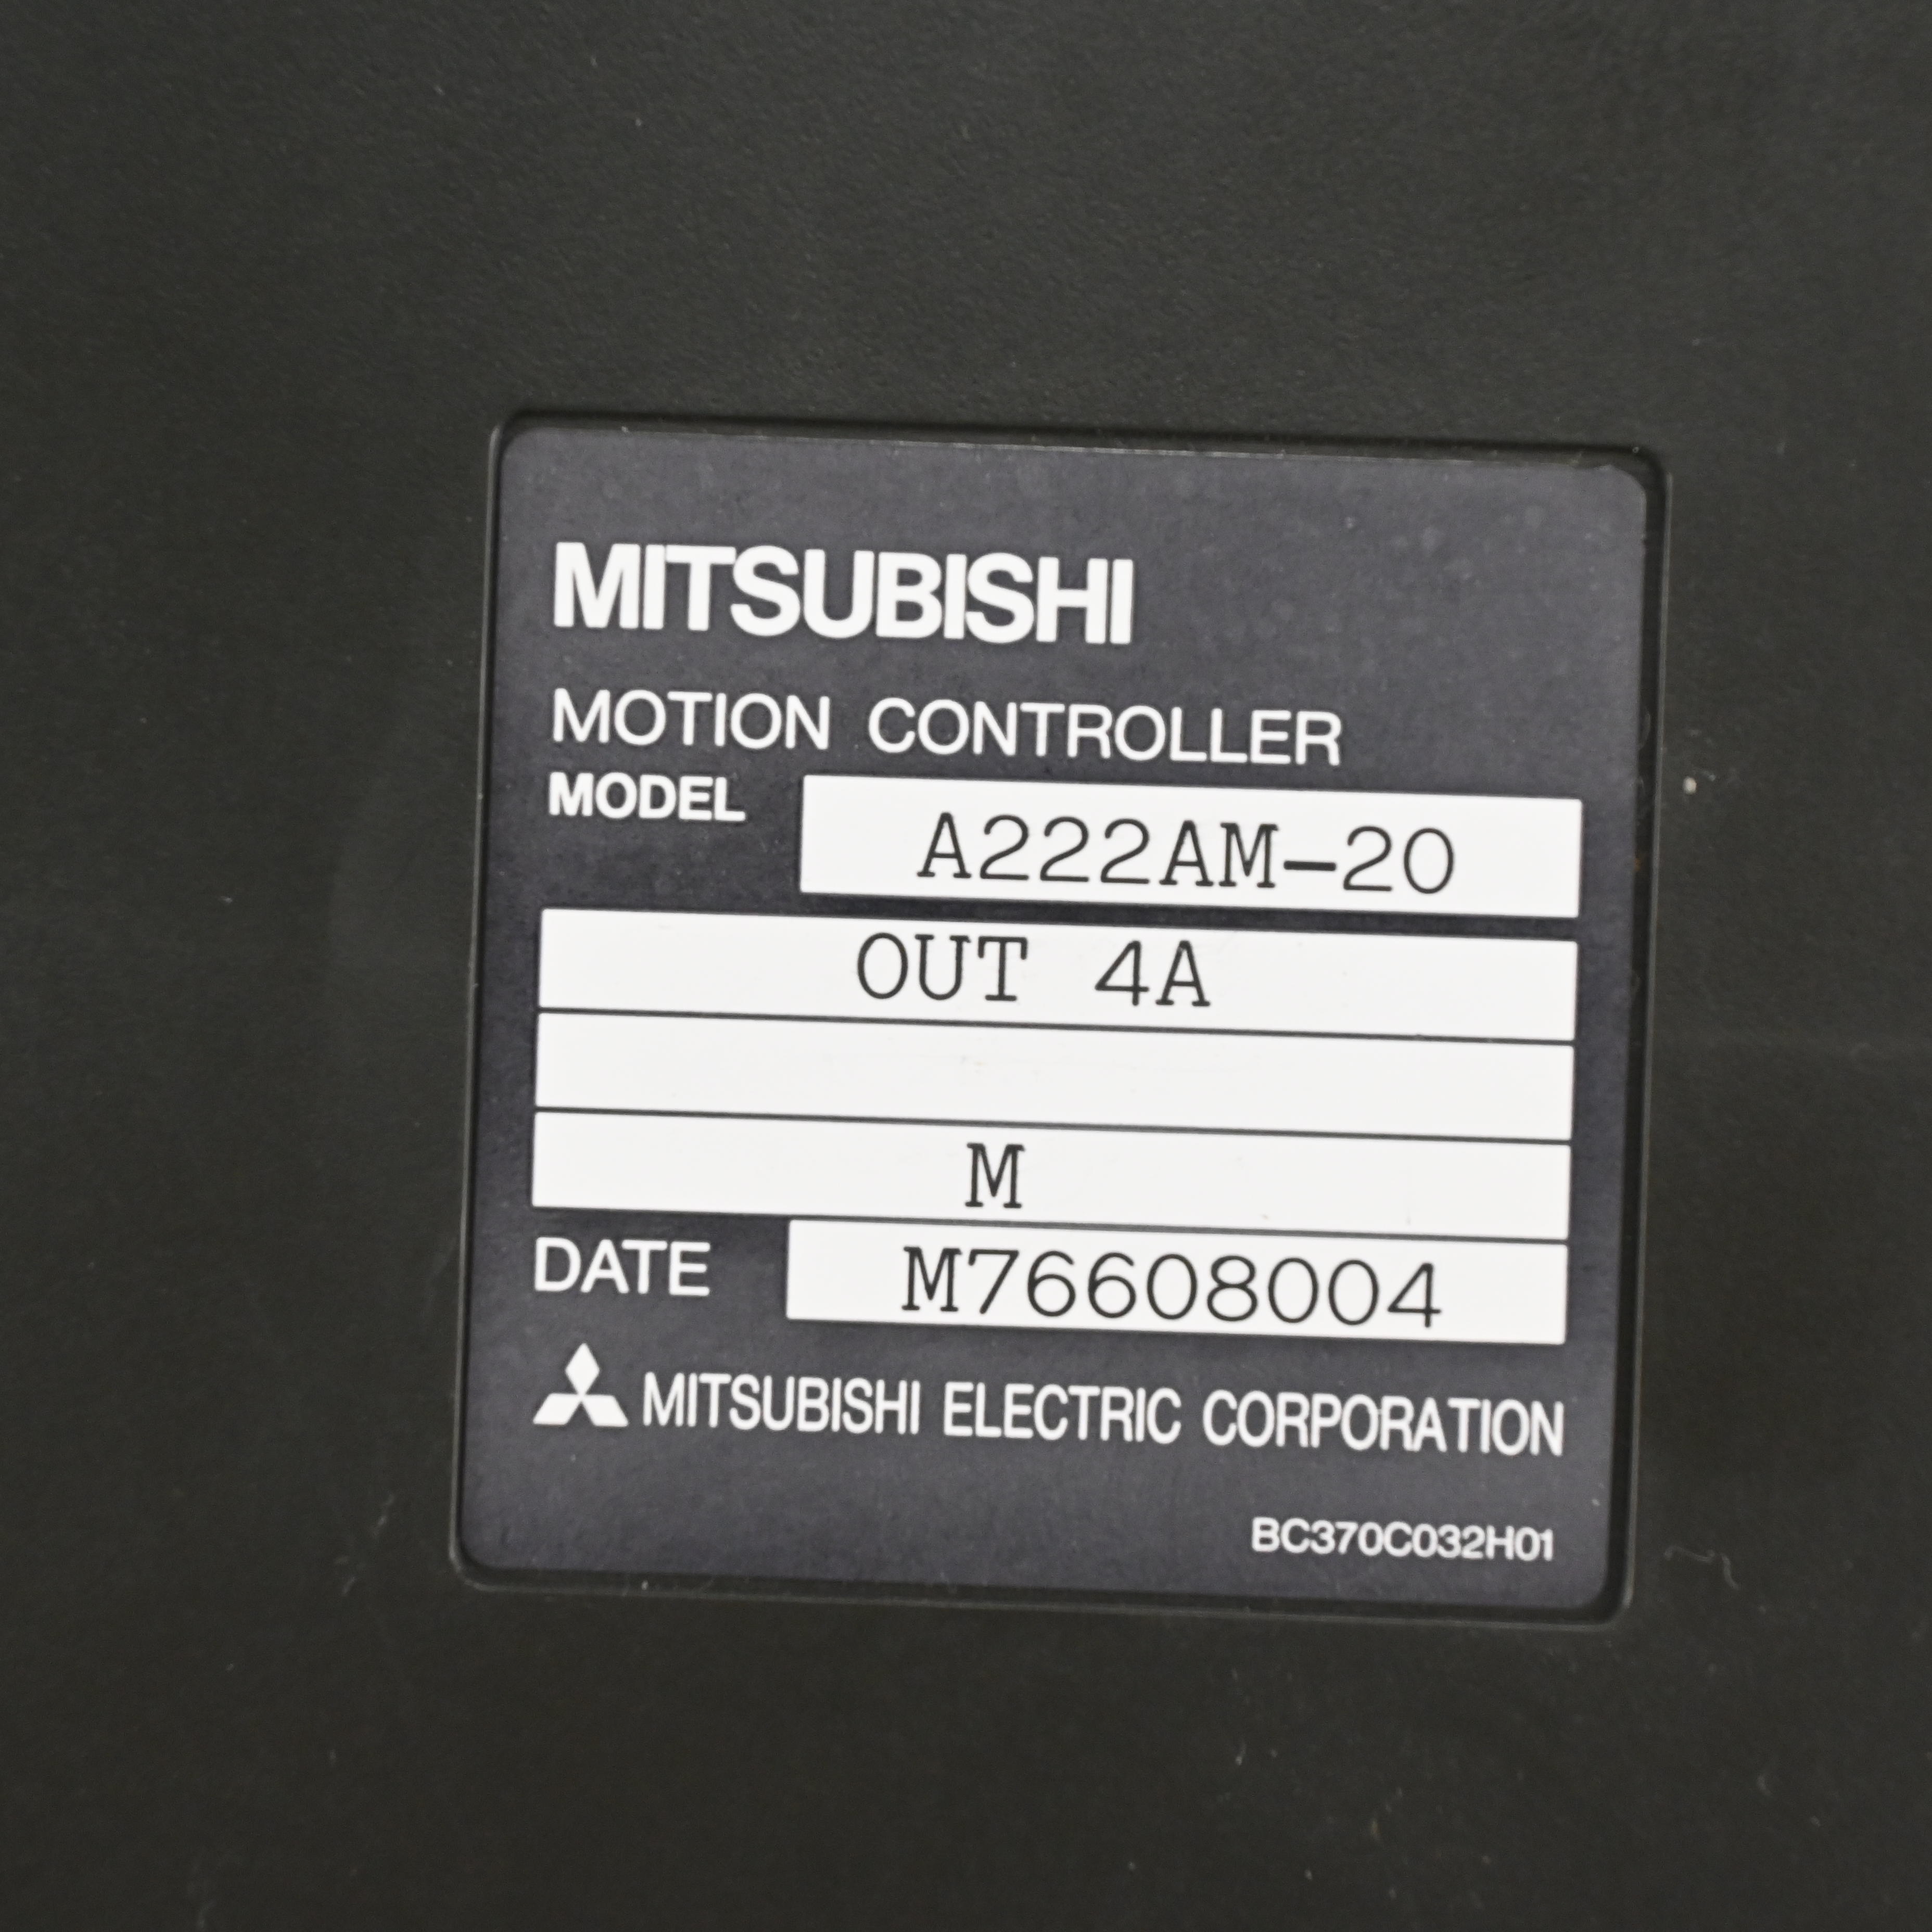 MITSUBISHI
MOTION CONTROLLER
MODEL A222AM-20
OUT 4A
M
DATE M76608004
MITSUBISHI ELECTRIC CORPORATION
BC370C032H01